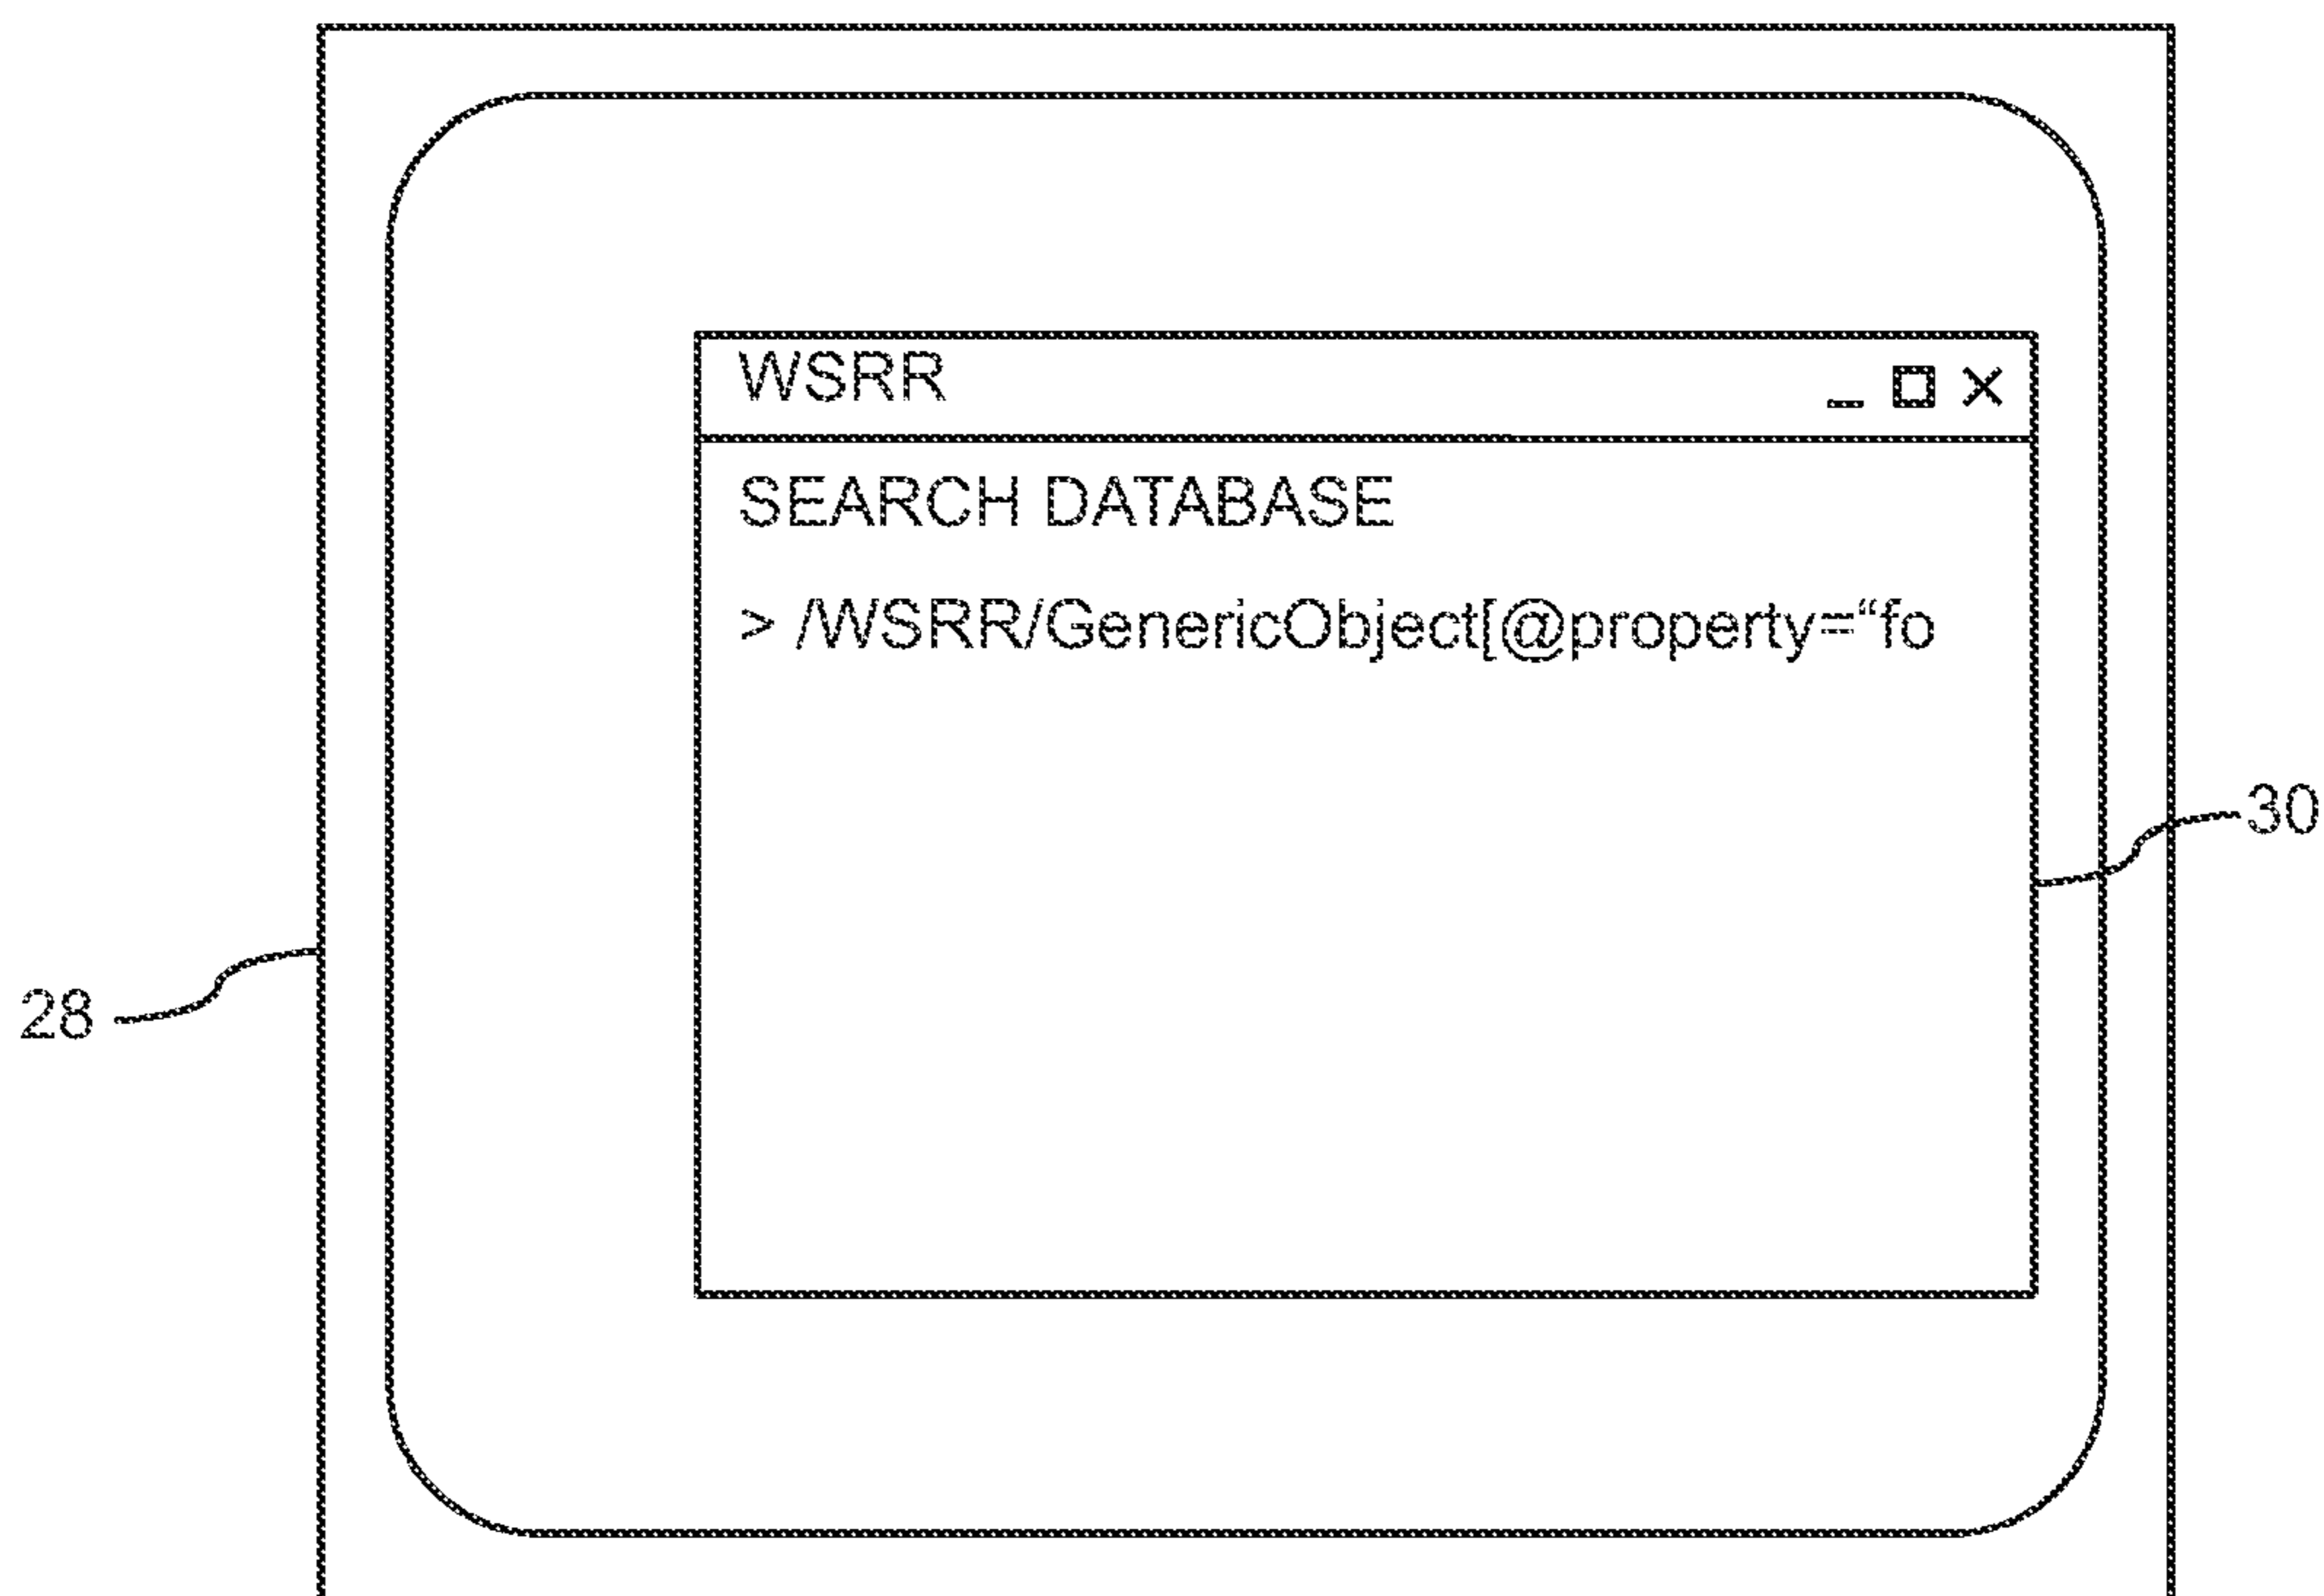 WSRR
SEARCH DATABASE
> /WSRR/GenericObject[@property=“fo
30
28